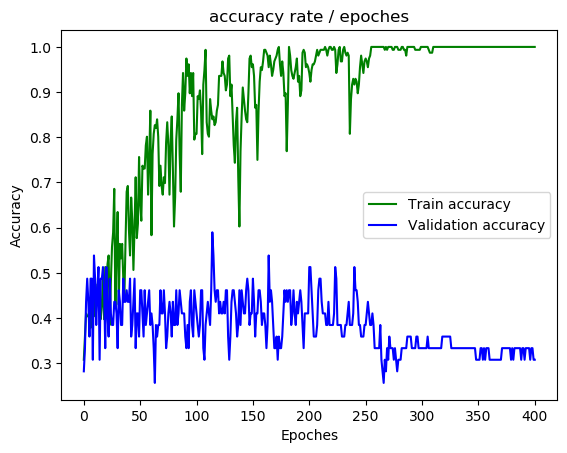 accuracy rate / epoches
Accuracy
1.0
0.9
0.8
0.7
0.6
0.5
0.4
0.3
Train accuracy
Validation accuracy
0 50 100 150 200 250 300 350 400
Epoches